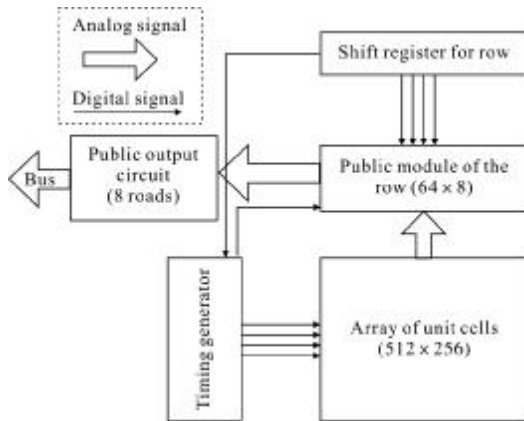 Analog signal
Digital signal
Shift register for row
Public output
circuit
(8 roads)
Bus
Public module of the
row (64 × 8)
Timing generator
Array of unit cells
(512 × 256)